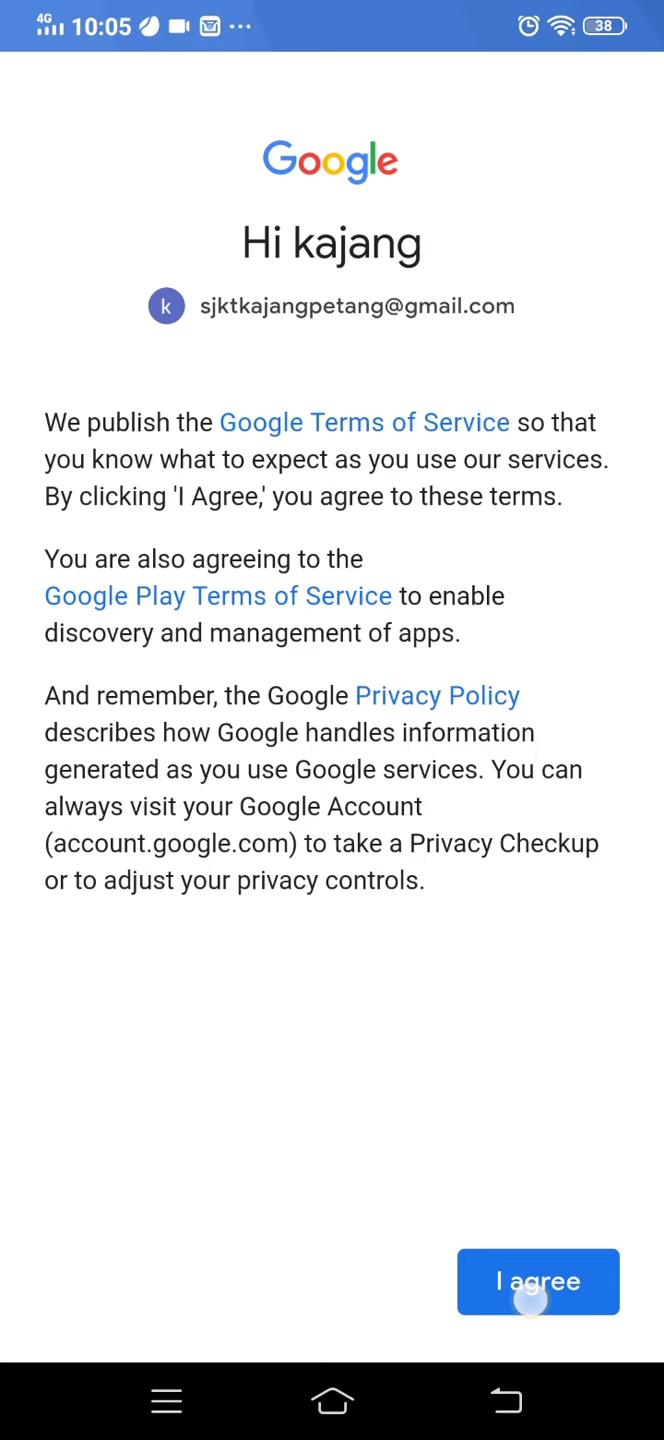 4G
10:05
38
Google
Hi kajang
k sjktkajangpetang@gmail.com
We publish the Google Terms of Service so that
you know what to expect as you use our services.
By clicking 'I Agree,' you agree to these terms.
You are also agreeing to the
Google Play Terms of Service to enable
discovery and management of apps.
And remember, the Google Privacy Policy
describes how Google handles information
generated as you use Google services. You can
always visit your Google Account
(account.google.com) to take a Privacy Checkup
or to adjust your privacy controls.
I agree